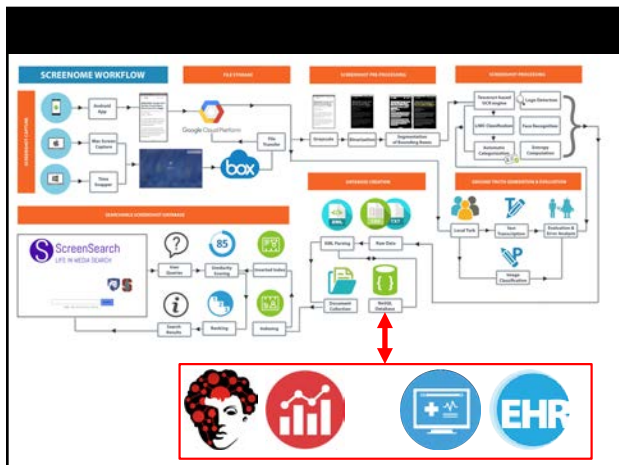 SCREENOME WORKFLOW
FILE STORAGE
SCREENSHOT PRE-PROCESSING
SCREENSHOT PROCESSING
SCREENSHOT CAPTURE
Android
App
Google Cloud Platform
Mac Screen
Capture
File
Transfer
box
Time
Snapper
Grayscale
Binarization
Segmentation
of Bounding Boxes
Tesseract-based
OCR Engine
Logo Detection
LIWC Classification
Face Recognition
Automatic
Categorization
Entropy
Computation
DATABASE CREATION
GROUND TRUTH GENERATION & EVALUATION
XML
TXT
XML Parsing
Raw Data
Document
Collection
NoSQL
Database
Local Turk
Text
Transcription
Evaluation &
Error Analysis
Image
Classification
SEARCHABLE SCREENSHOT DATABASE
ScreenSearch
LIFE IN MEDIA SEARCH
User
Queries
85
Similarity
Scoring
Inverted Index
Search
Results
Ranking
Indexing
EHR